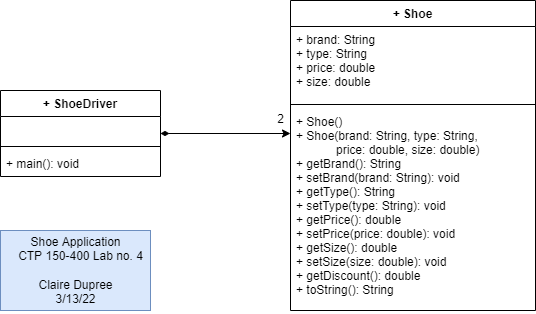 + Shoe
+ brand: String
+ type: String
+ price: double
+ size: double
+ Shoe()
+ Shoe(brand: String, type: String,
price: double, size: double)
+ getBrand(): String
+ setBrand(brand: String): void
+ getType(): String
+ setType(type: String): void
+ getPrice(): double
+ setPrice(price: double): void
+ getSize(): double
+ setSize(size: double): void
+ getDiscount(): double
+ toString(): String
2
+ ShoeDriver
+ main(): void
Shoe Application
CTP 150-400 Lab no. 4
Claire Dupree
3/13/22